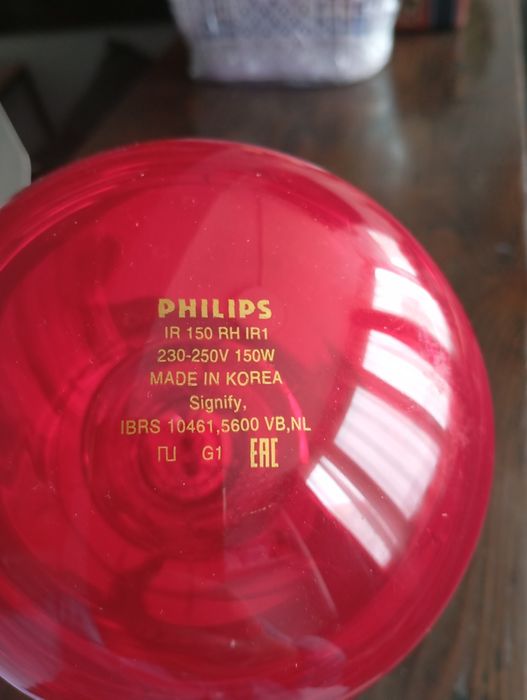 PHILIPS
IR 150 RH IR1
230-250V 150W
MADE IN KOREA
Signify,
IBRS 10461,5600 VB,NL
G1 EAC